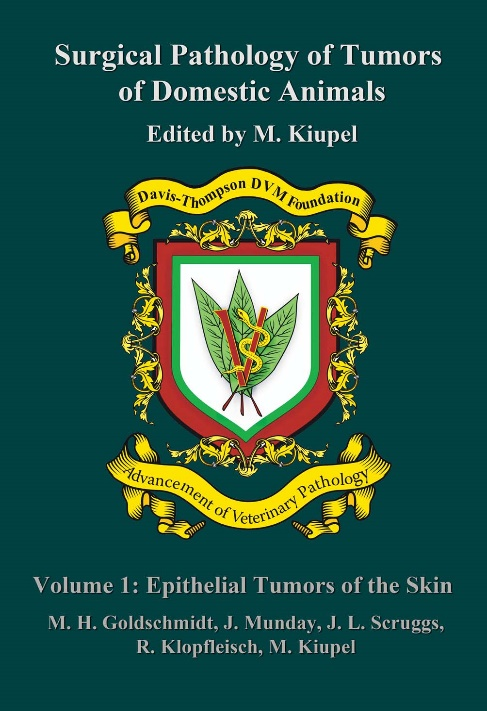 Surgical Pathology of Tumors
of Domestic Animals
Edited by M. Kiupel
Davis-Thompson DVM Foundation
V
Advancement of Veterinary Pathology
Volume 1: Epithelial Tumors of the Skin
M. H. Goldschmidt, J. Munday, J. L. Scruggs,
R. Klopfleisch, M. Kiupel